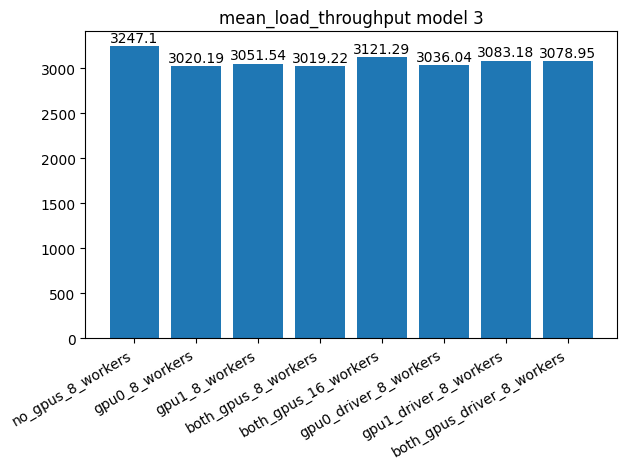 mean_load_throughput model 3
3247.1
3020.19
3051.54
3019.22
3121.29
3036.04
3083.18
3078.95
3000
2500
2000
1500
1000
500
0
no_gpus_8_workers
gpu0_8_workers
gpu1_8_workers
both_gpus_8_workers
both_gpus_16_workers
gpu0_driver_8_workers
gpu1_driver_8_workers
both_gpus_driver_8_workers